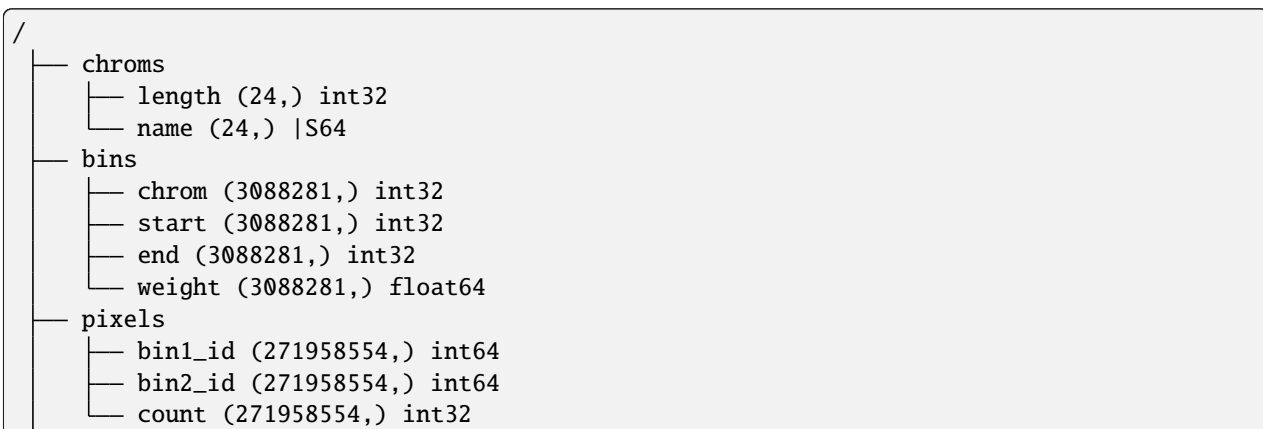 /
├── chroms
│   ├── length (24,) int32
│   └── name (24,) |S64
├── bins
│   ├── chrom (3088281,) int32
│   ├── start (3088281,) int32
│   ├── end (3088281,) int32
│   └── weight (3088281,) float64
├── pixels
│   ├── bin1_id (271958554,) int64
│   ├── bin2_id (271958554,) int64
│   └── count (271958554,) int32